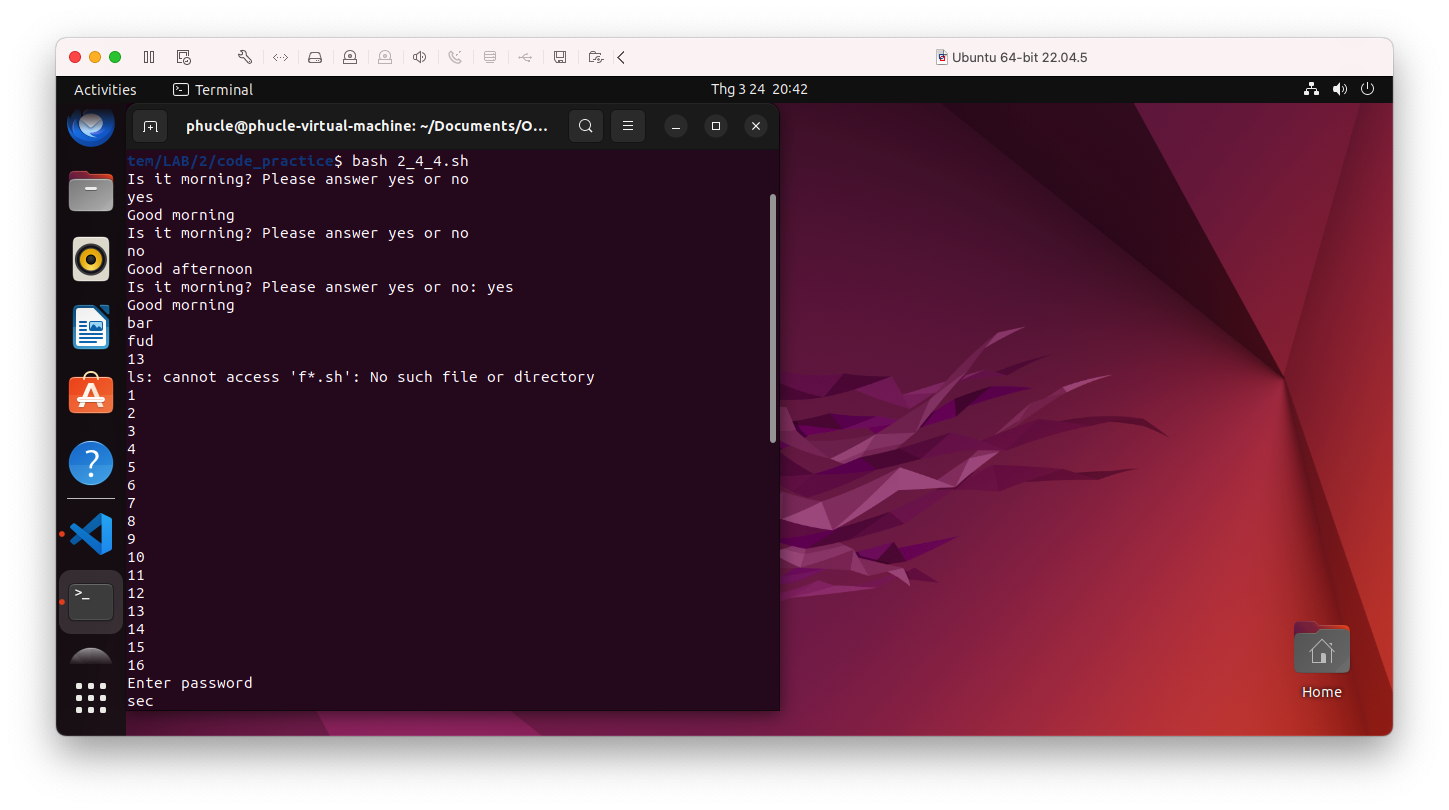 Ubuntu 64-bit 22.04.5
Activities
Terminal
Thg 3 24 20:42
phucle@phucle-virtual-machine: ~/Documents/O...
tem/LAB/2/code_practice$ bash 2_4_4.sh
Is it morning? Please answer yes or no
yes
Good morning
Is it morning? Please answer yes or no
no
Good afternoon
Is it morning? Please answer yes or no: yes
Good morning
bar
fud
13
ls: cannot access 'f*.sh': No such file or directory
1
2
3
4
5
6
7
8
9
10
11
12
13
14
15
16
Enter password
sec
Home